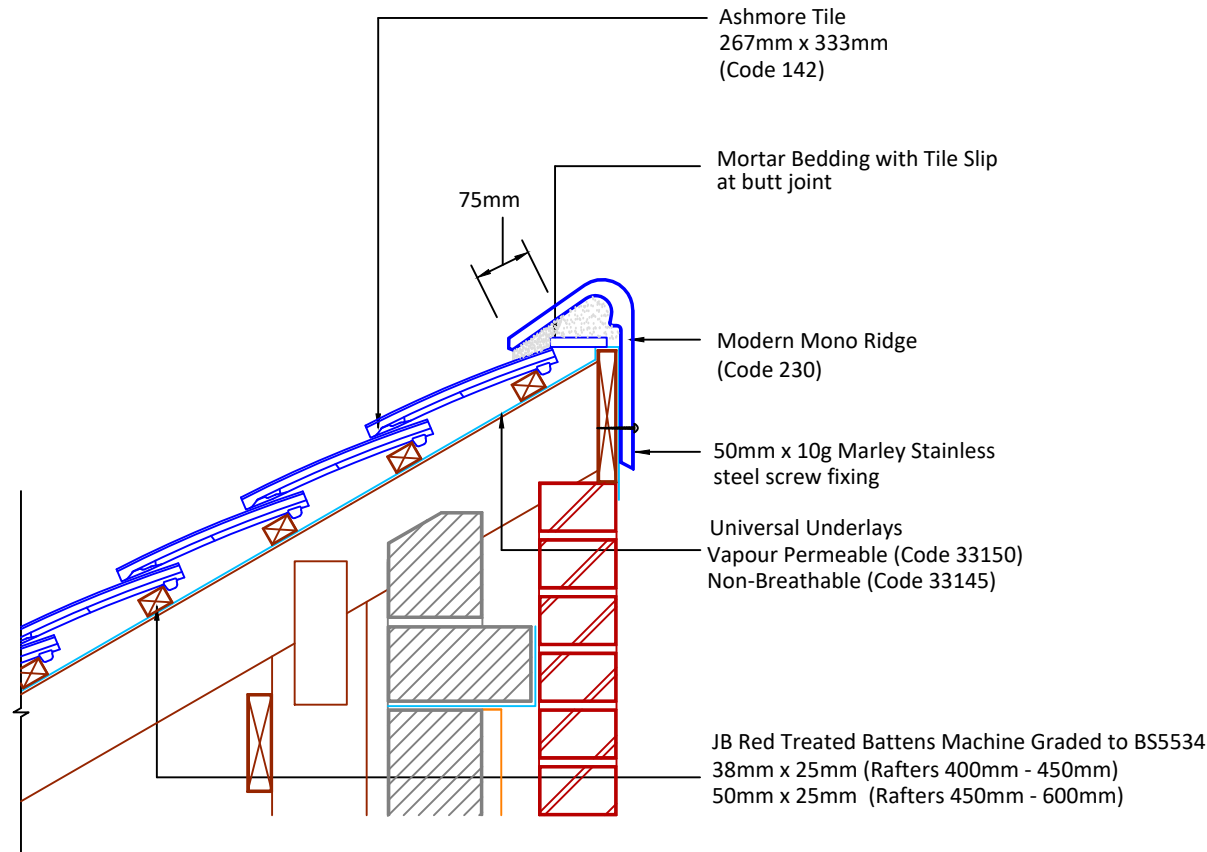 Ashmore Tile
267mm x 333mm
(Code 142)
Mortar Bedding with Tile Slip
at butt joint
75mm
Modern Mono Ridge
(Code 230)
50mm x 10g Marley Stainless
steel screw fixing
Universal Underlays
Vapour Permeable (Code 33150)
Non-Breathable (Code 33145)
JB Red Treated Battens Machine Graded to BS5534
38mm x 25mm (Rafters 400mm - 450mm)
50mm x 25mm  (Rafters 450mm - 600mm)